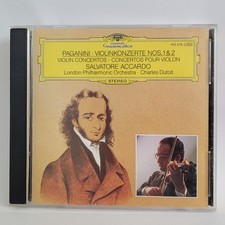 PAGANINI · VIOLINKONZERTE NOS. 1 & 2
VIOLIN CONCERTOS · CONCERTOS POUR VIOLON
SALVATORE ACCARDO
London Philharmonic Orchestra · Charles Dutoit
STEREO